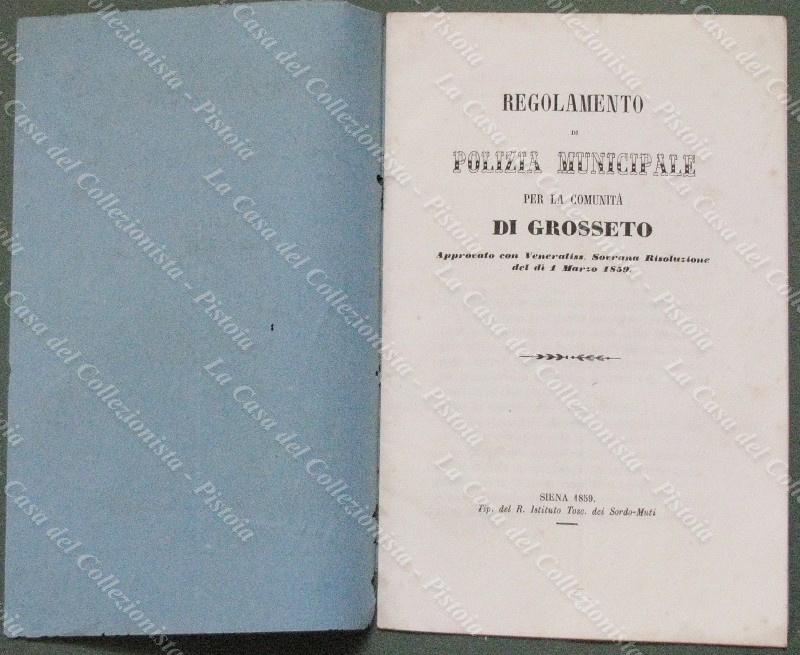 REGOLAMENTO
DI
POLIZIA MUNICIPALE
PER LA COMUNITÀ
DI GROSSETO
Approvato con Veneratiss. Sovrana Risoluzione
del dì 1 Marzo 1859.
SIENA 1859.
Tip. del R. Istituto Tosc. dei Sordo-Muti
La Casa del Collezionista - Pistoia